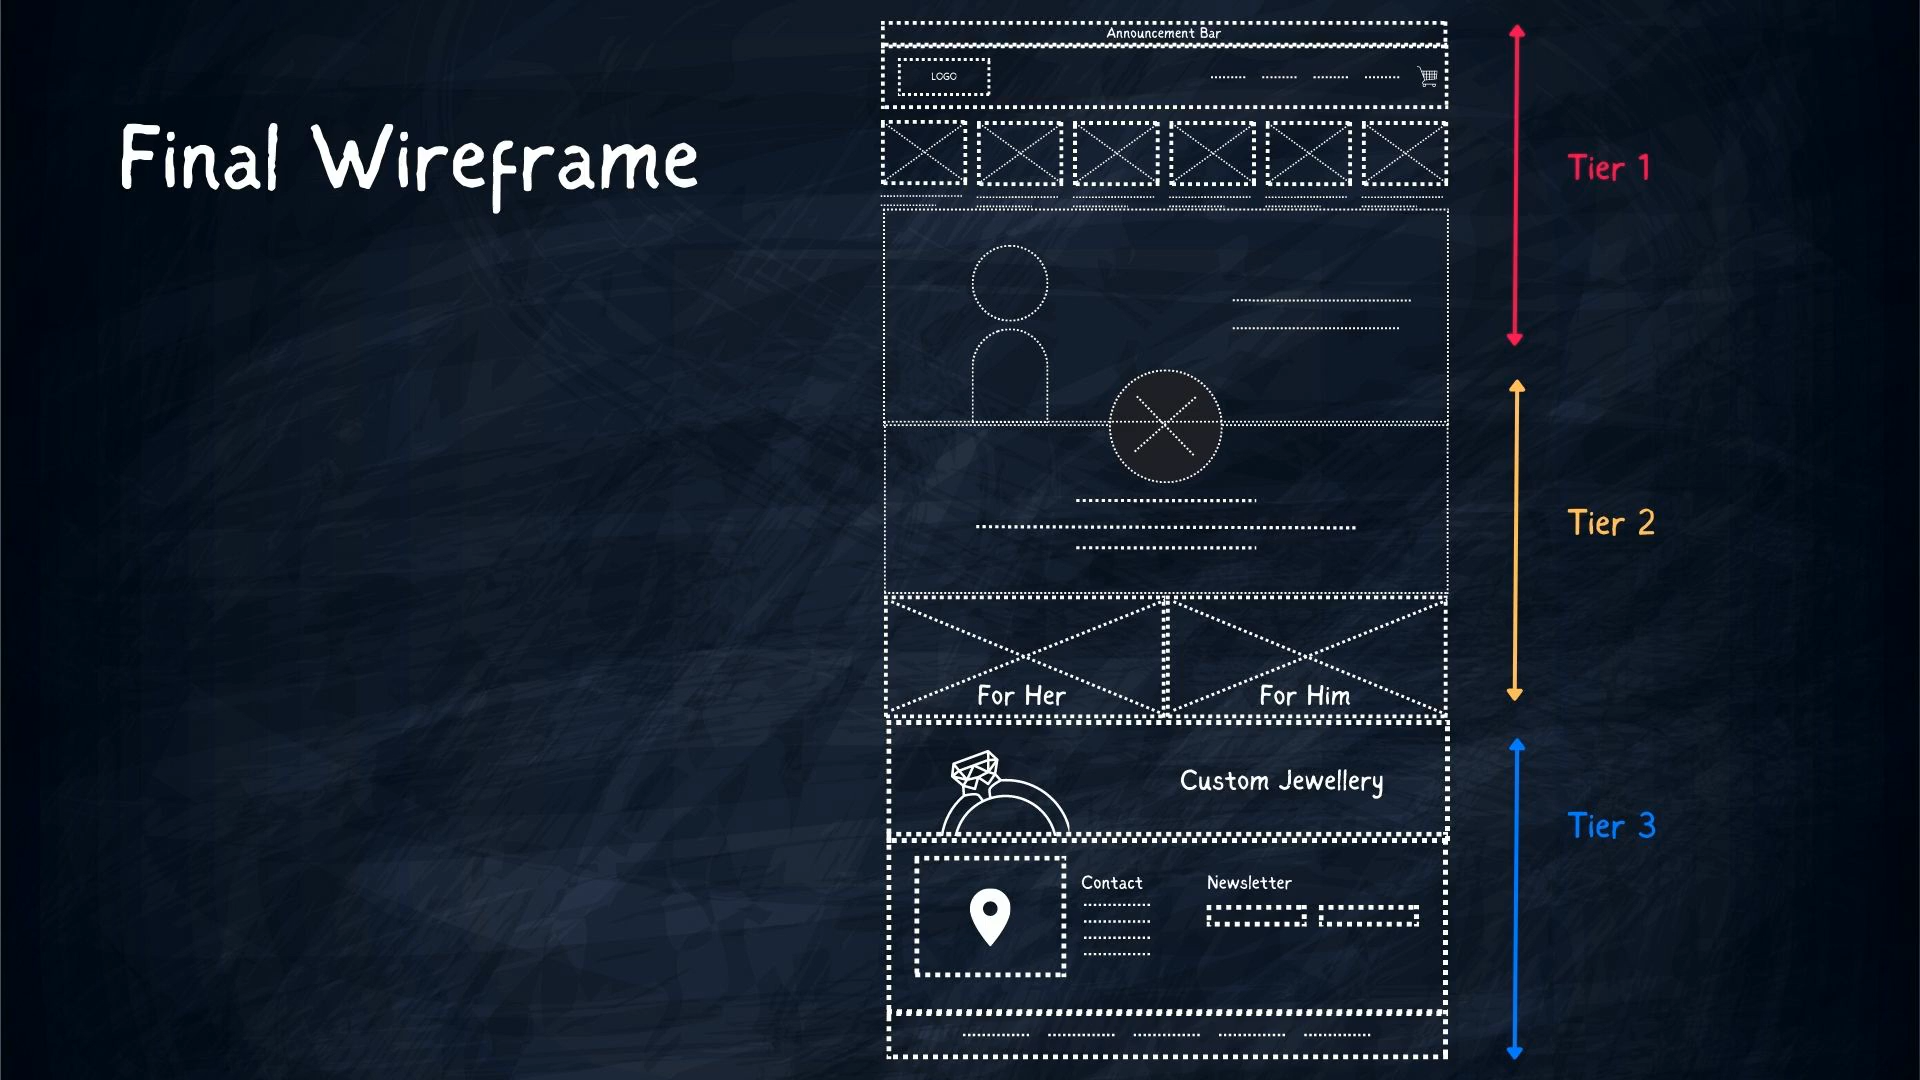 Final Wireframe
Announcement Bar
LOGO
For Her
For Him
Custom Jewellery
Contact
Newsletter
Tier 1
Tier 2
Tier 3